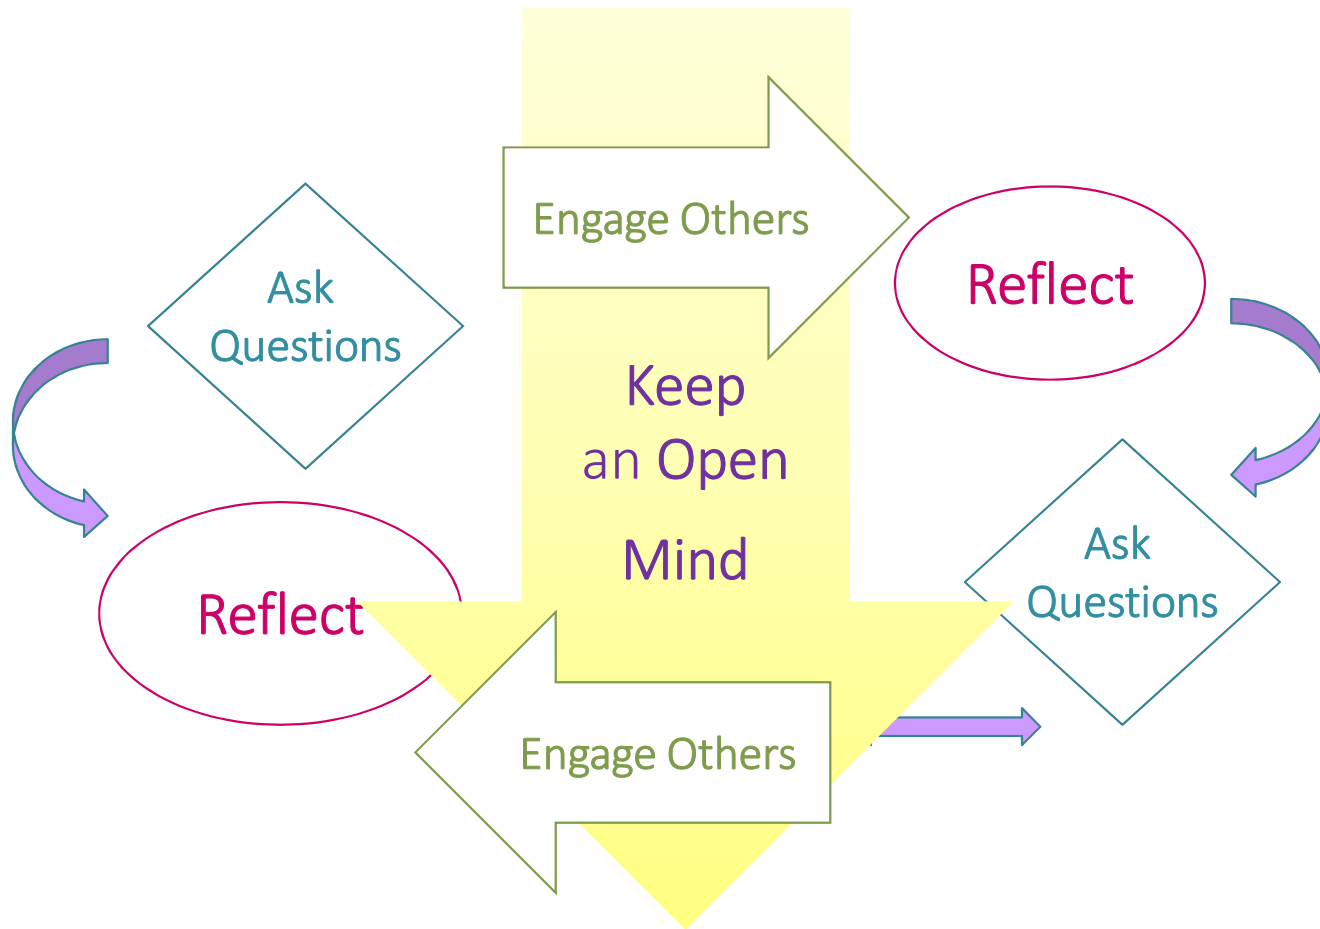 Engage Others
Reflect
Ask
Questions
Keep
an Open
Mind
Ask
Questions
Reflect
Engage Others